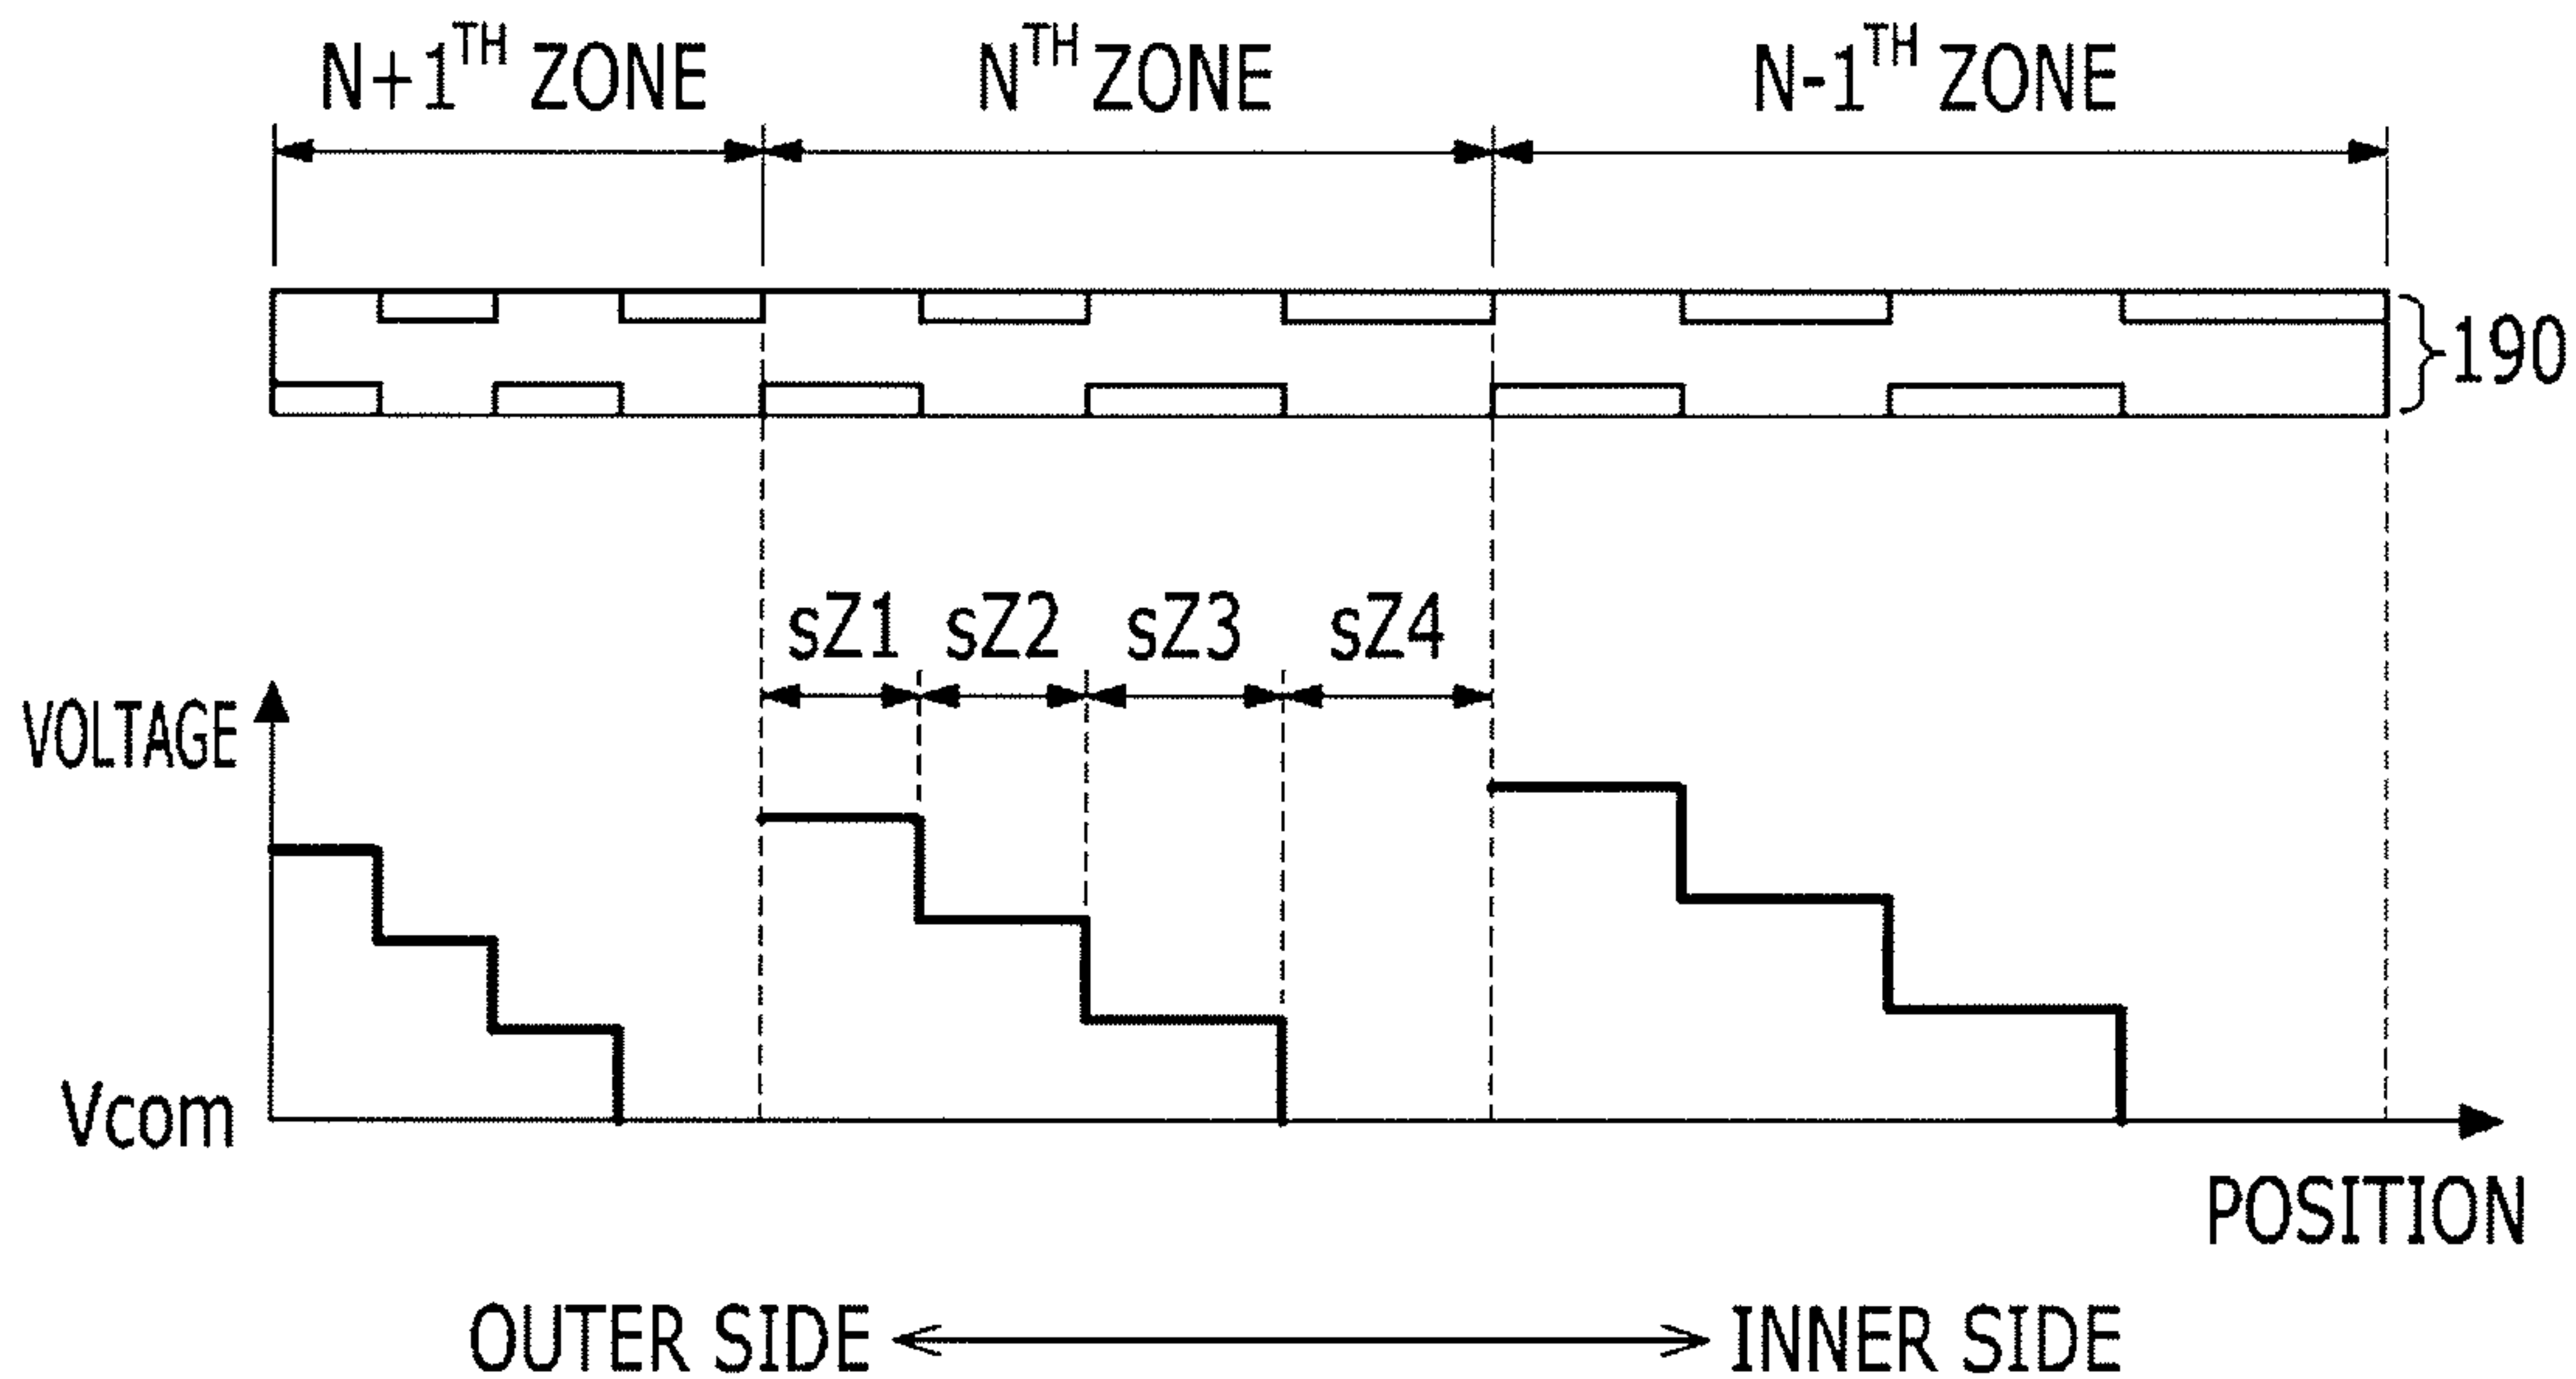 N+1TH ZONE NTH ZONE N-1TH ZONE
190
sZ1 sZ2 sZ3 sZ4
VOLTAGE
Vcom
POSITION
OUTER SIDE INNER SIDE